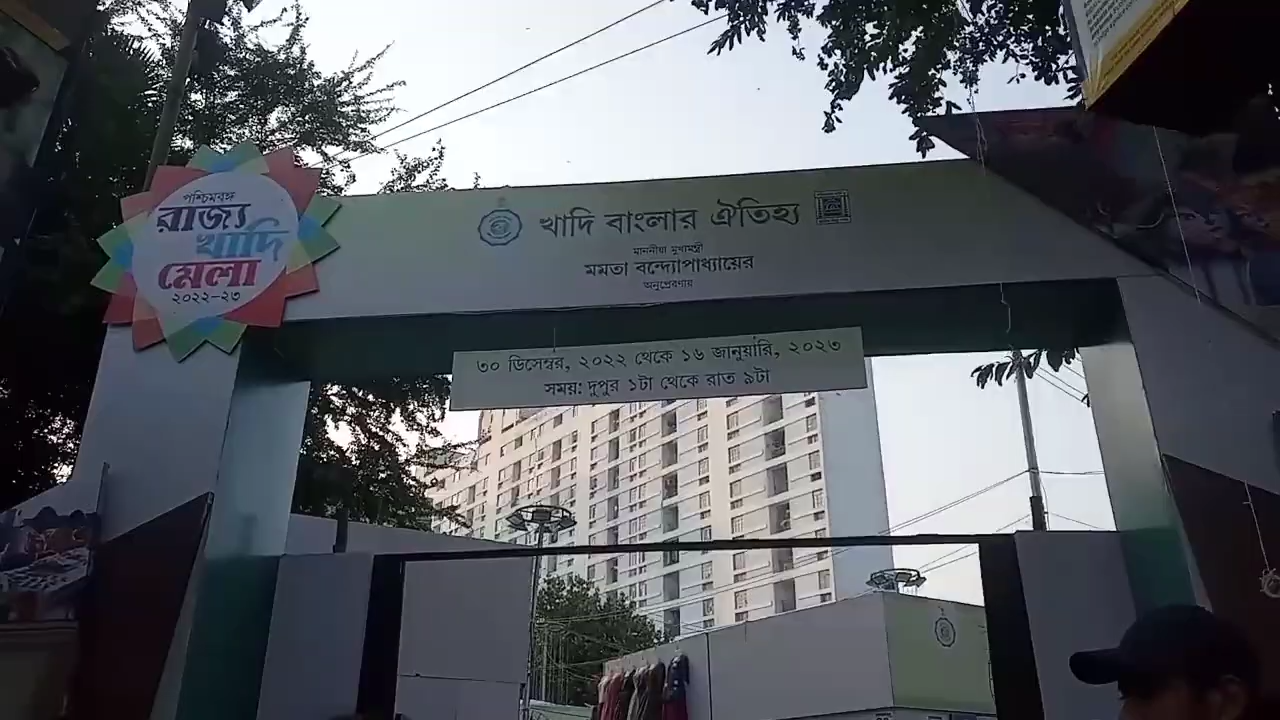 পশ্চিমবঙ্গ
রাজ্য
খাদি
মেলা
২০২২-২৩
খাদি বাংলার ঐতিহ্য
মাননীয়া মুখ্যমন্ত্রী
মমতা বন্দ্যোপাধ্যায়ের
অনুপ্রেরণায়
৩০ ডিসেম্বর, ২০২২ থেকে ১৬ জানুয়ারি, ২০২৩
সময়: দুপুর ১টা থেকে রাত ৯টা